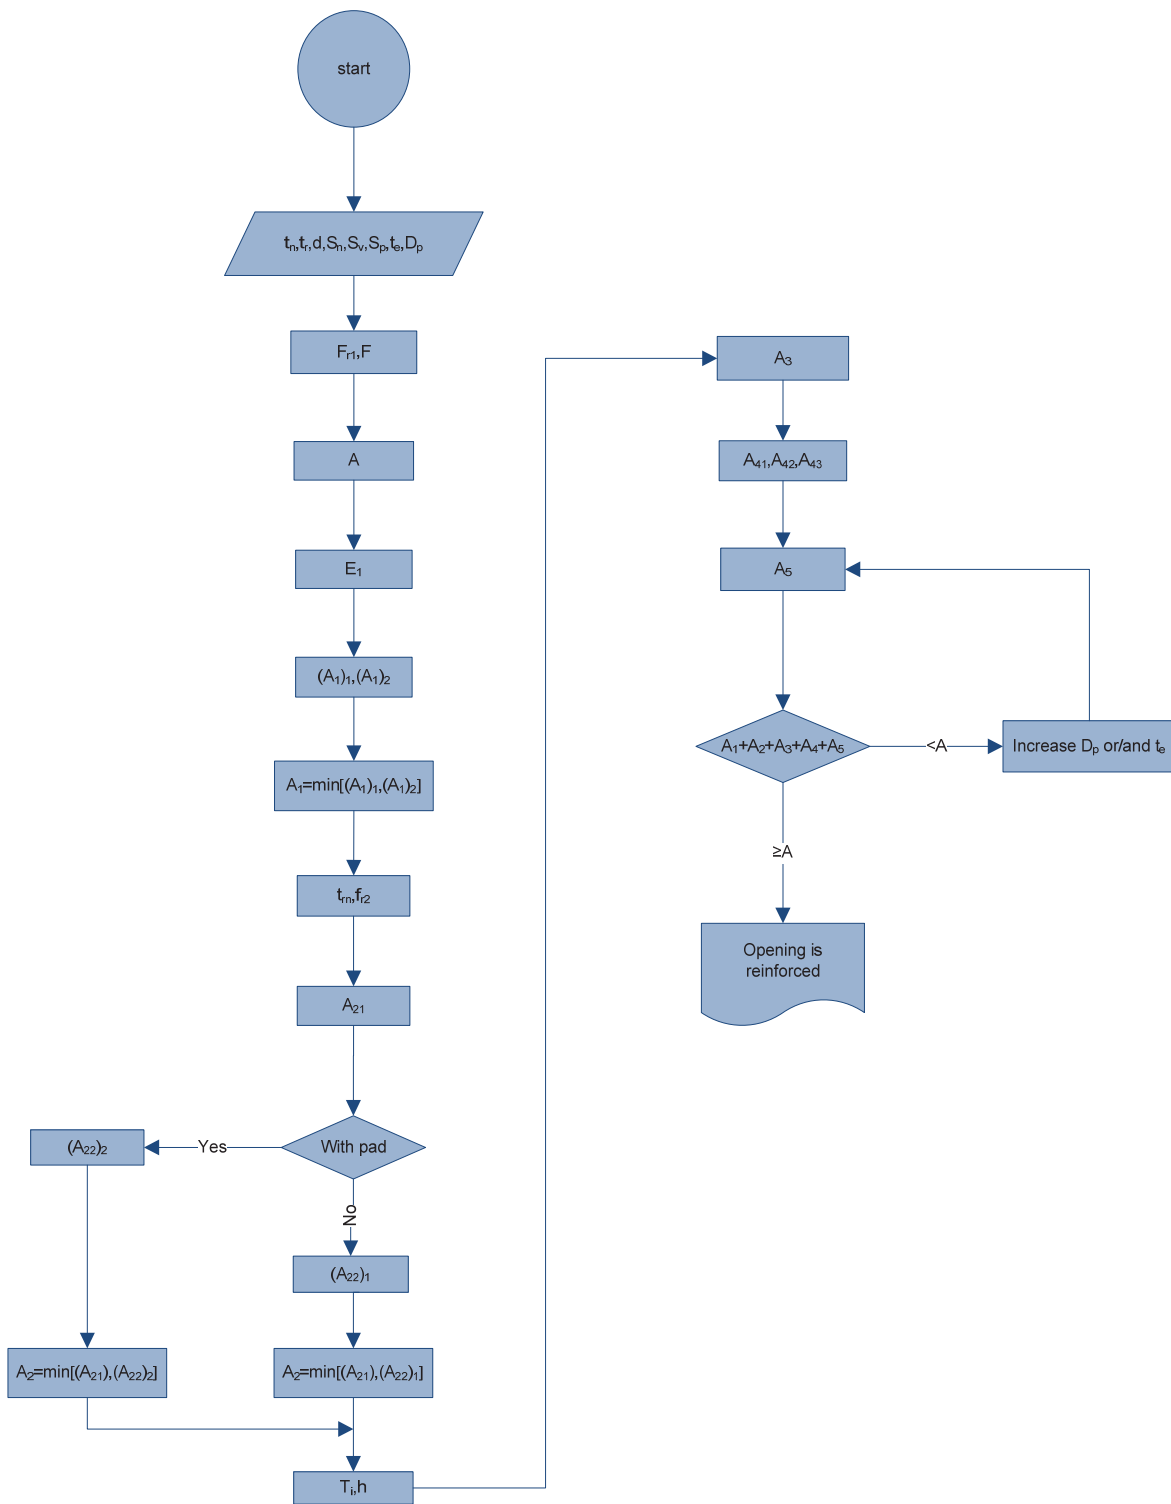 start
tₙ,tᵣ,d,Sₙ,Sᵥ,Sₚ,tₑ,Dₚ
Fᵣ₁,F
A
E₁
(A₁)₁,(A₁)₂
A₁=min[(A₁)₁,(A₁)₂]
tᵣₙ,fᵣ₂
A₂₁
With pad
Yes
(A₂₂)₂
No
(A₂₂)₁
A₂=min[(A₂₁),(A₂₂)₂]
A₂=min[(A₂₁),(A₂₂)₁]
Tᵢ,h
A₃
A₄₁,A₄₂,A₄₃
A₅
A₁+A₂+A₃+A₄+A₅
<A
Increase Dₚ or/and tₑ
≥A
Opening is
reinforced